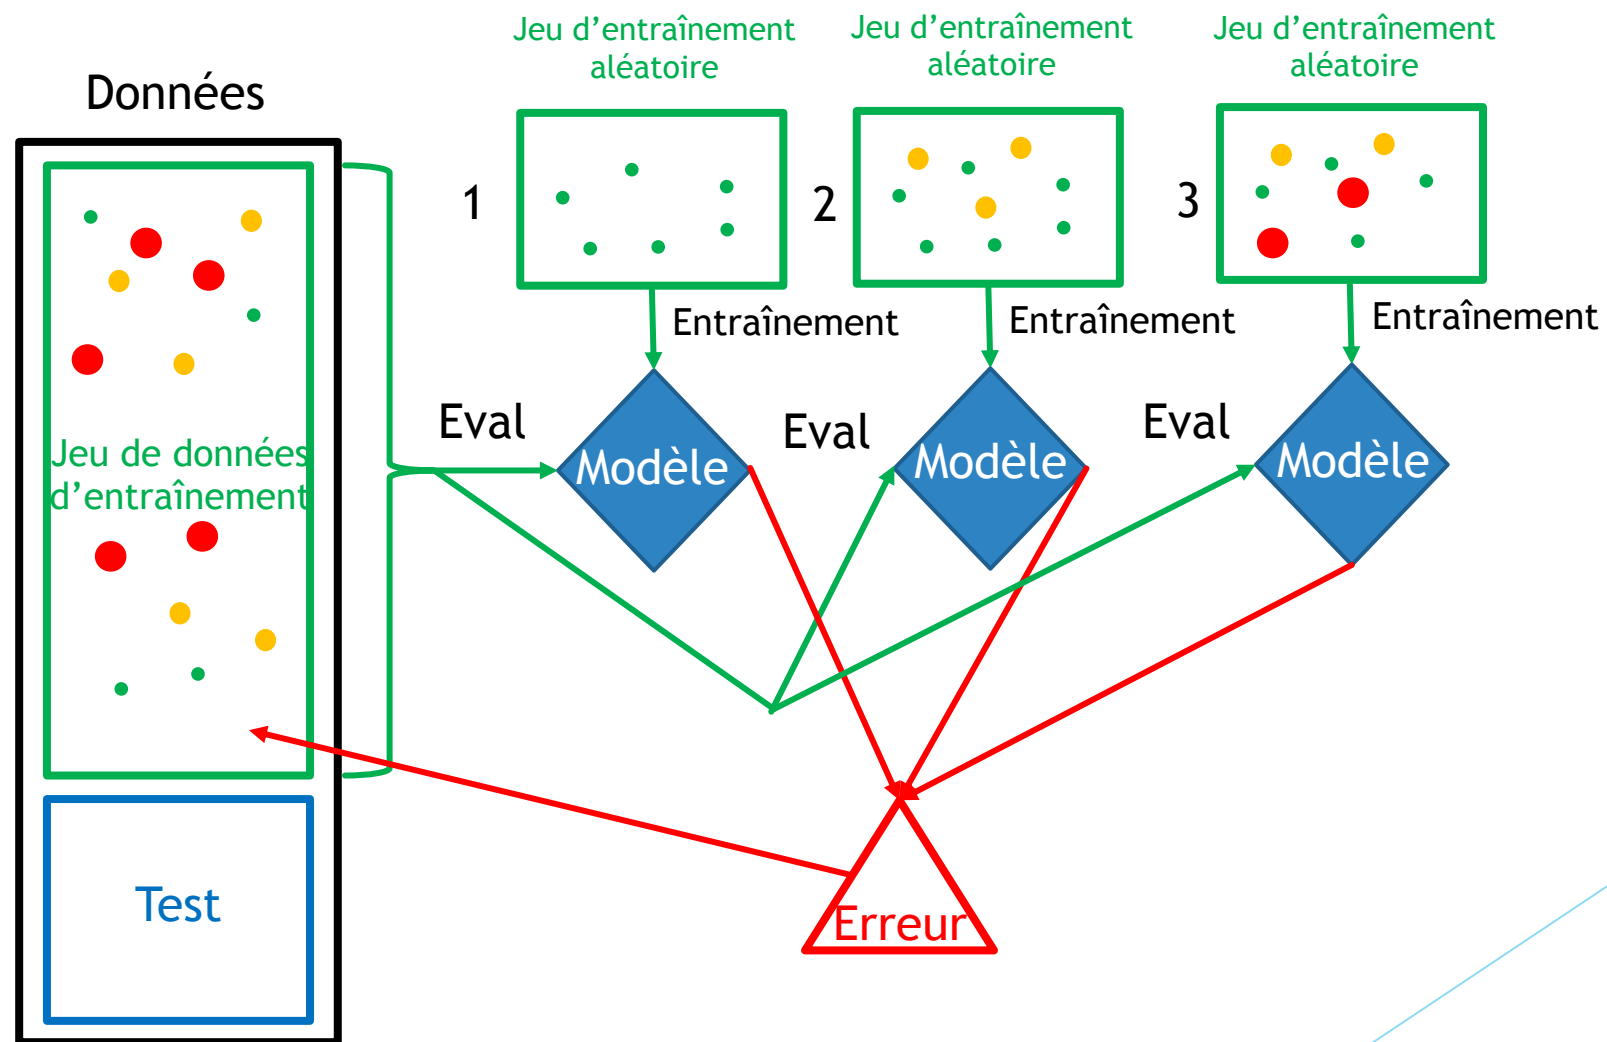 Données
Jeu de données
d’entraînement
Test
Jeu d’entraînement
aléatoire
1
Entraînement
Eval
Modèle
Jeu d’entraînement
aléatoire
2
Entraînement
Eval
Modèle
Jeu d’entraînement
aléatoire
3
Entraînement
Eval
Modèle
Erreur